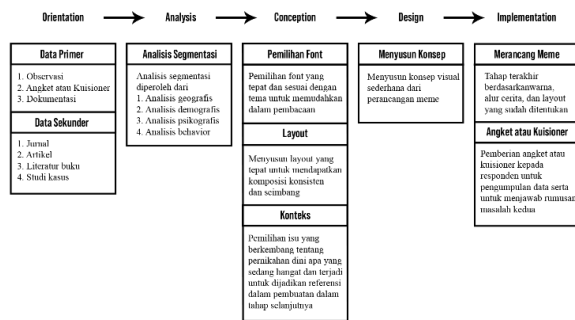 Orientation
Analysis
Conception
Design
Implementation
Data Primer
1. Observasi
2. Angket atau Kuisioner
3. Dokumentasi
Data Sekunder
1. Jurnal
2. Artikel
3. Literatur buku
4. Studi kasus
Analisis Segmentasi
Analisis segmentasi
diperoleh dari
1. Analisis geografis
2. Analisis demografis
3. Analisis psikografis
4. Analisis behavior
Pemilihan Font
Pemilihan font yang
tepat dan sesuai dengan
tema untuk memudahkan
dalam pembacaan
Layout
Menyusun layout yang
tepat untuk mendapatkan
komposisi konsisten
dan seimbang
Konteks
Pemilihan isu yang
berkembang tentang
pernikahan dini apa yang
sedang hangat dan terjadi
untuk dijadikan referensi
dalam pembuatan dalam
tahap selanjutnya
Menyusun Konsep
Menyusun konsep visual
sederhana dari
perancangan meme
Merancang Meme
Tahap terakhir
berdasarkanwarna,
alur cerita, dan layout
yang sudah ditentukan
Angket atau Kuisioner
Pemberian angket atau
kuisioner kepada
responden untuk
pengumpulan data serta
untuk menjawab rumusan
masalah kedua